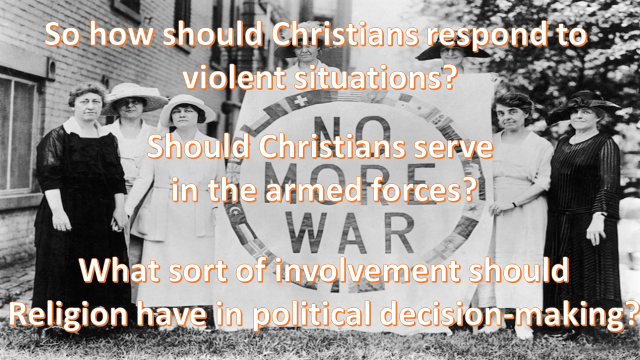 So how should Christians respond to
violent situations?
Should Christians serve
in the armed forces?
What sort of involvement should
Religion have in political decision-making?
NO
MORE
WAR